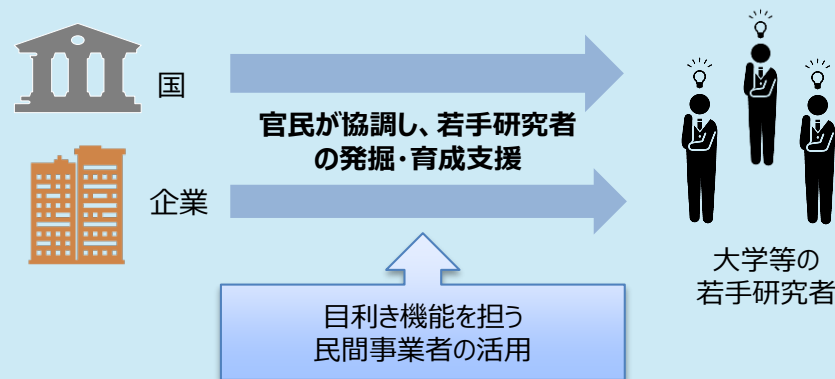 国
官民が協調し、若手研究者
の発掘・育成支援
企業
大学等の
若手研究者
目利き機能を担う
民間事業者の活用